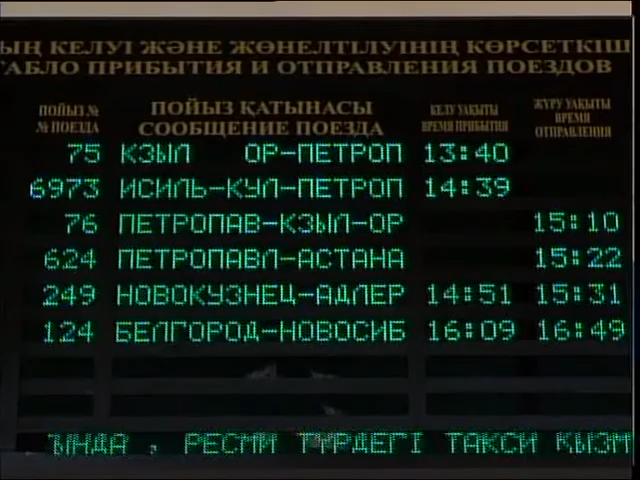 ЫҢ КЕЛУІ ЖӘНЕ ЖӨНЕЛТІЛУІНІҢ КӨРСЕТКІШ
ТАБЛО ПРИБЫТИЯ И ОТПРАВЛЕНИЯ ПОЕЗДОВ
ПОЙЫЗ № ПОЙЫЗ ҚАТЫНАСЫ КЕЛУ УАҚЫТЫ ЖҮРУ УАҚЫТЫ
№ ПОЕЗДА СООБЩЕНИЕ ПОЕЗДА ВРЕМЯ ПРИБЫТИЯ ВРЕМЯ ОТПРАВЛЕНИЯ
75 КЗЫЛ ОР-ПЕТРОП 13:40
6973 ИСИЛЬ-КУЛ-ПЕТРОП 14:39
76 ПЕТРОПАВ-КЗЫЛ-ОР 15:10
624 ПЕТРОПАВЛ-АСТАНА 15:22
249 НОВОКУЗНЕЦ-АДЛЕР 14:51 15:31
124 БЕЛГОРОД-НОВОСИБ 16:09 16:49
ЫНДА , РЕСМИ ТҮРДЕГІ ТАКСИ ҚЫЗМ